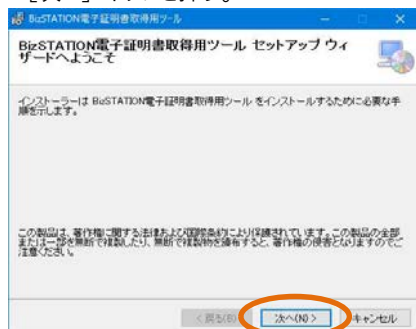 BizSTATION電子証明書取得用ツール
BizSTATION電子証明書取得用ツール セットアップ ウィ
ザードへようこそ
インストーラーは BizSTATION電子証明書取得用ツール をインストールするために必要な手
順を示します。
この製品は、著作権に関する法律および国際条約により保護されています。この製品の全部
または一部を無断で複製したり、無断で複製物を頒布すると、著作権の侵害となりますのでご
注意ください。
< 戻る(B)
次へ(N) >
キャンセル